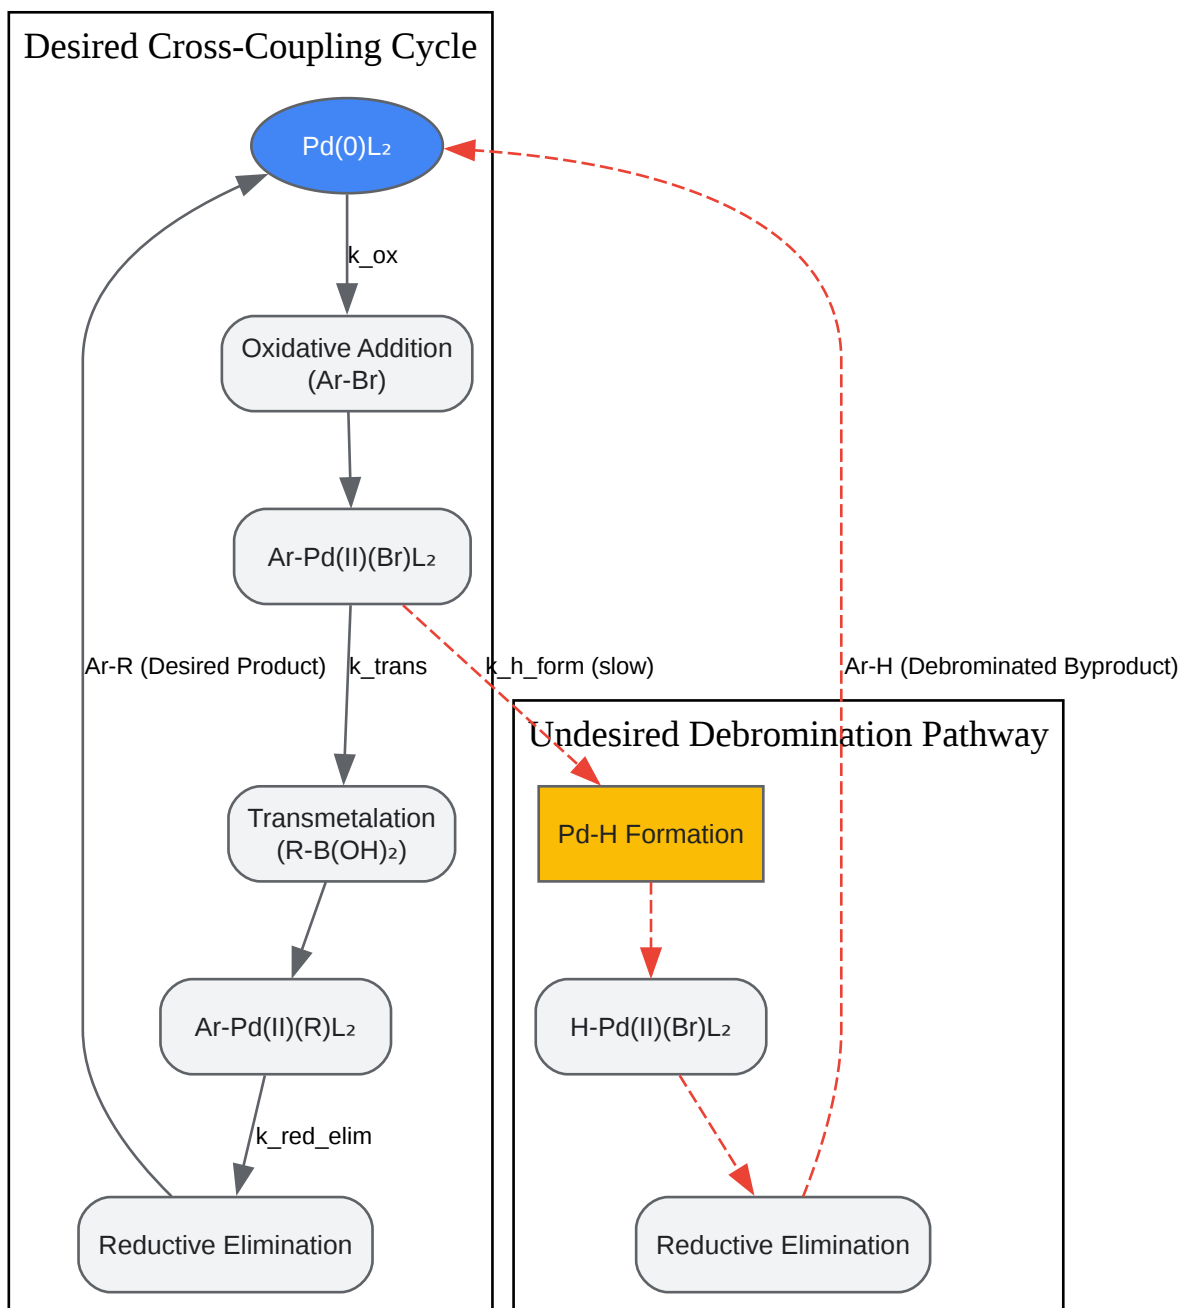 Desired Cross-Coupling Cycle
Pd(0)L₂
k_ox
Oxidative Addition
(Ar-Br)
Ar-Pd(II)(Br)L₂
Ar-R (Desired Product)
k_trans
k_h_form (slow)
Ar-H (Debrominated Byproduct)
Undesired Debromination Pathway
Transmetalation
(R-B(OH)₂)
Pd-H Formation
Ar-Pd(II)(R)L₂
H-Pd(II)(Br)L₂
k_red_elim
Reductive Elimination
Reductive Elimination